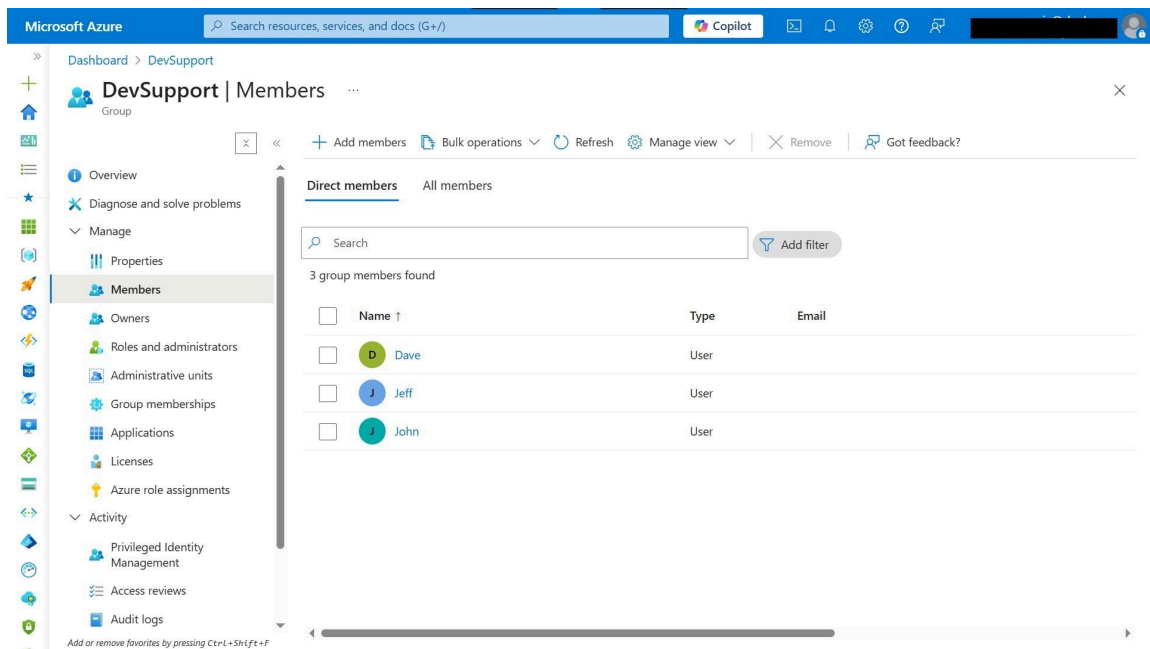 Microsoft Azure
Search resources, services, and docs (G+/)
Copilot
Dashboard > DevSupport
DevSupport | Members ...
Group
Add members Bulk operations Refresh Manage view Remove Got feedback?
Overview
Diagnose and solve problems
Manage
Properties
Members
Owners
Roles and administrators
Administrative units
Group memberships
Applications
Licenses
Azure role assignments
Activity
Privileged Identity
Management
Access reviews
Audit logs
Add or remove favorites by pressing Ctrl+Shift+F
Direct members All members
Search
Add filter
3 group members found
Name ↑ Type Email
D Dave User
J Jeff User
J John User